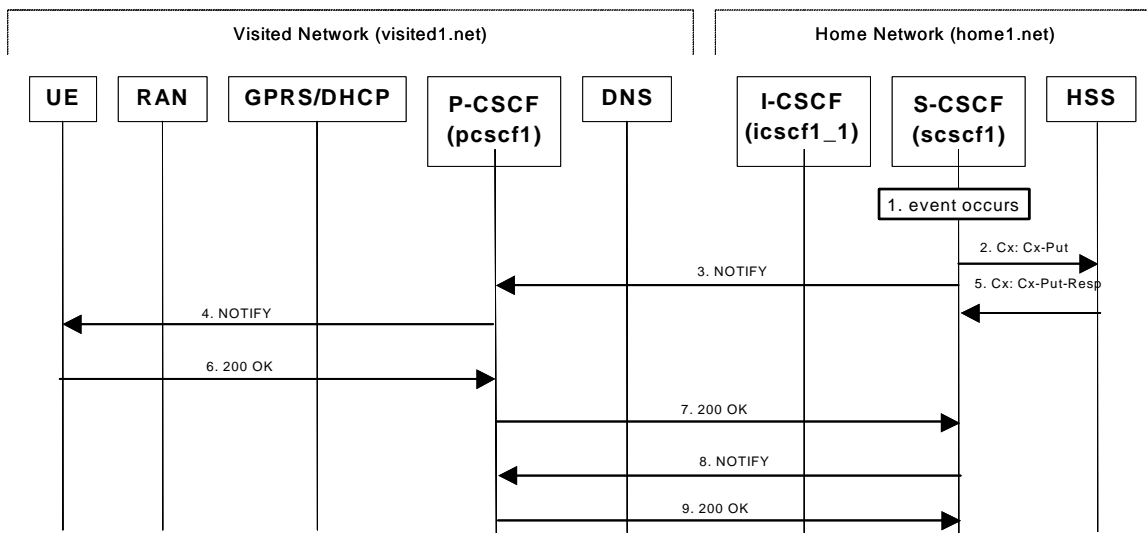 Visited Network (visited1.net)
Home Network (home1.net)
UE
RAN
GPRS/DHCP
P-CSCF
(pcscf1)
DNS
I-CSCF
(icscf1_1)
S-CSCF
(scscf1)
HSS
1. event occurs
2. Cx: Cx-Put
3. NOTIFY
5. Cx: Cx-Put-Resp
4. NOTIFY
6. 200 OK
7. 200 OK
8. NOTIFY
9. 200 OK